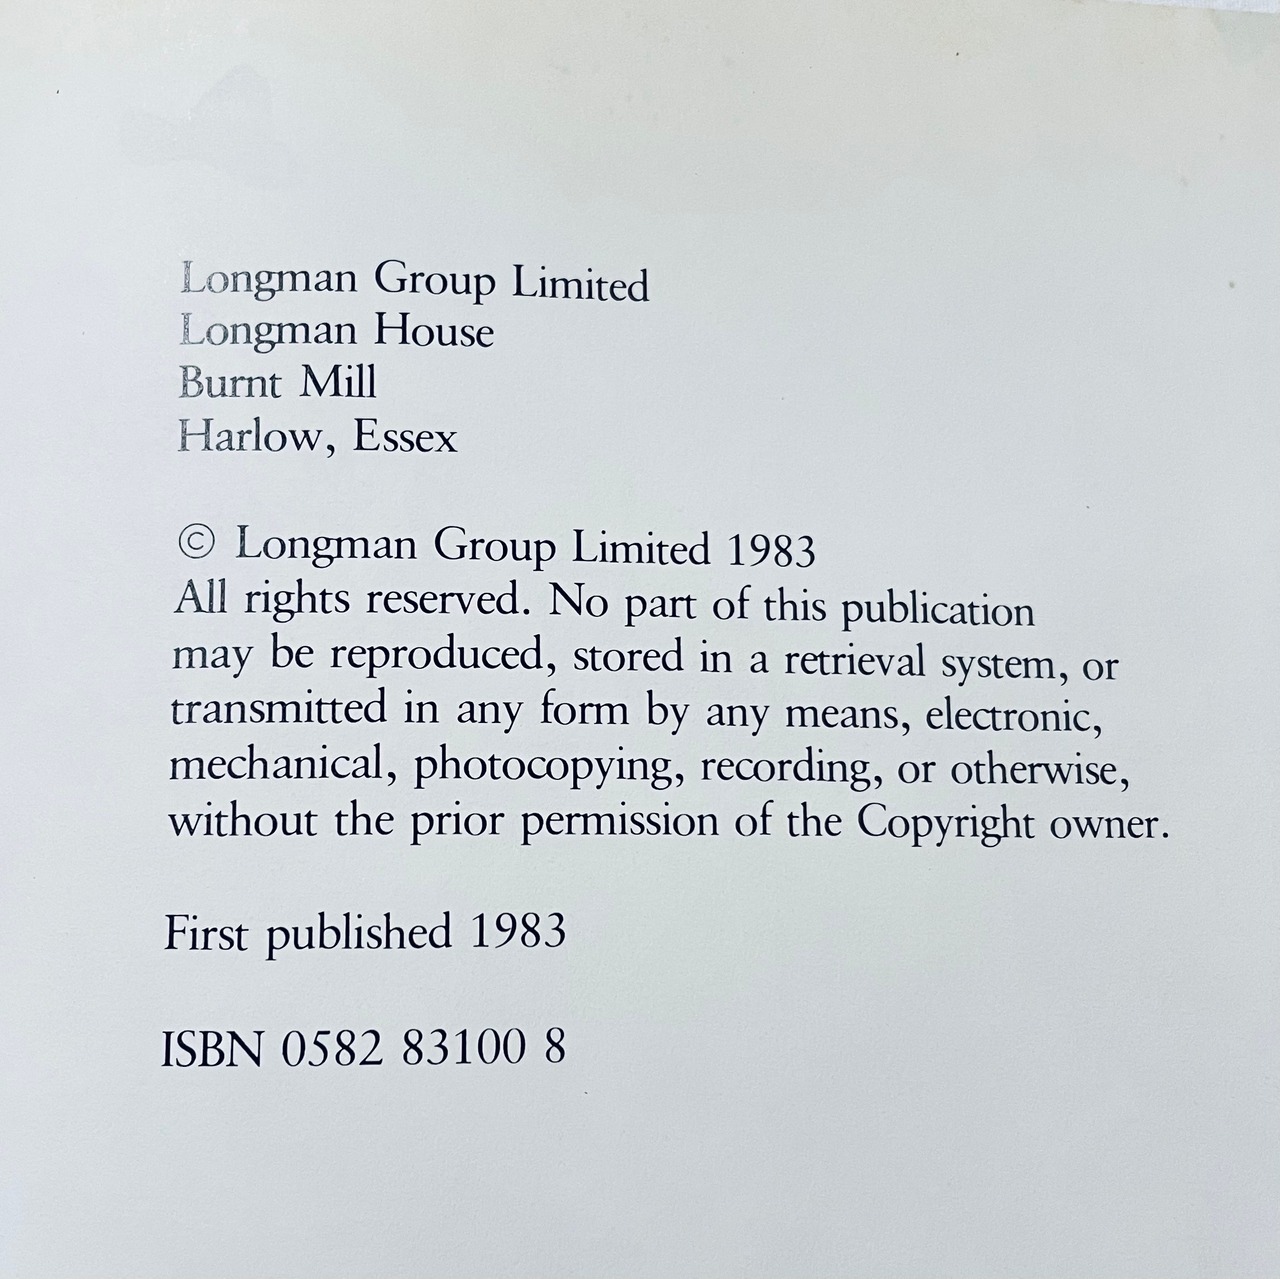 Longman Group Limited
Longman House
Burnt Mill
Harlow, Essex
© Longman Group Limited 1983
All rights reserved. No part of this publication
may be reproduced, stored in a retrieval system, or
transmitted in any form by any means, electronic,
mechanical, photocopying, recording, or otherwise,
without the prior permission of the Copyright owner.
First published 1983
ISBN 0582 83100 8